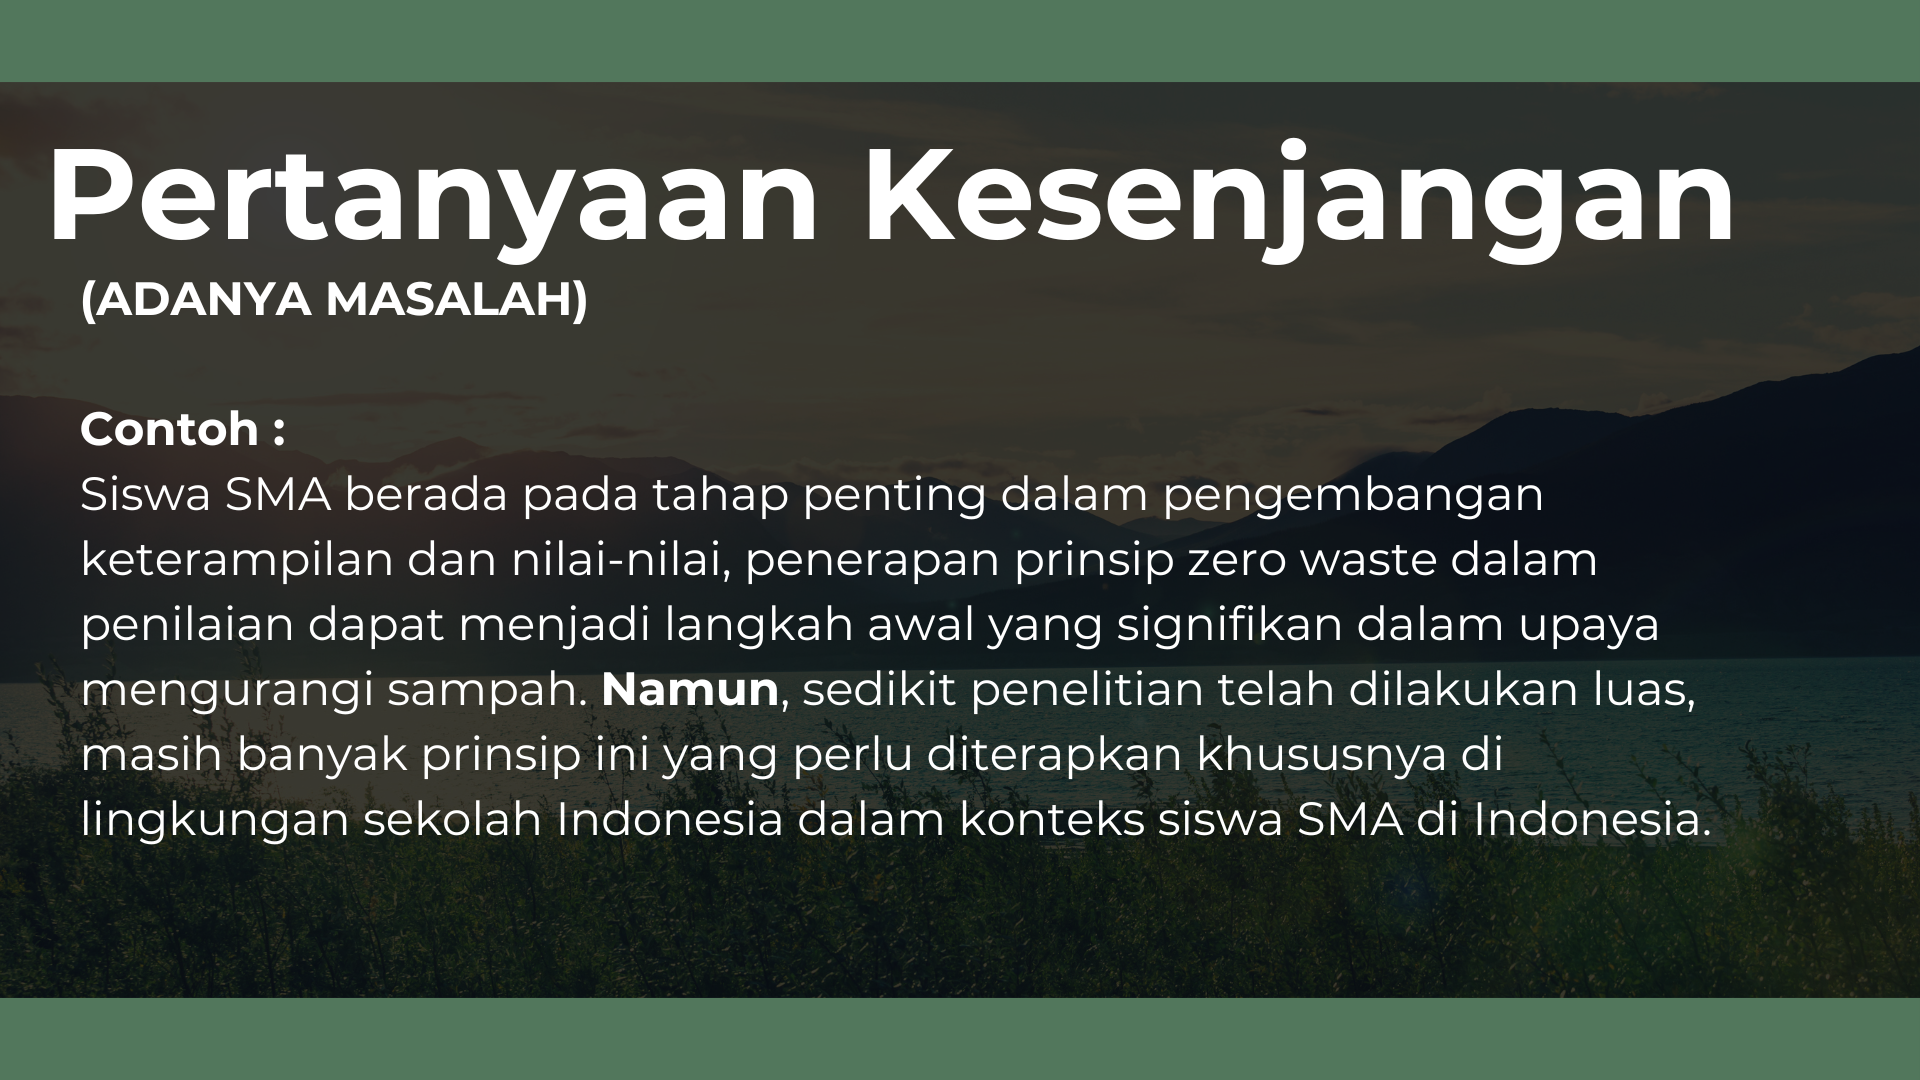 Pertanyaan Kesenjangan
(ADANYA MASALAH)
Contoh :
Siswa SMA berada pada tahap penting dalam pengembangan
keterampilan dan nilai-nilai, penerapan prinsip zero waste dalam
penilaian dapat menjadi langkah awal yang signifikan dalam upaya
mengurangi sampah. Namun, sedikit penelitian telah dilakukan luas,
masih banyak prinsip ini yang perlu diterapkan khususnya di
lingkungan sekolah Indonesia dalam konteks siswa SMA di Indonesia.